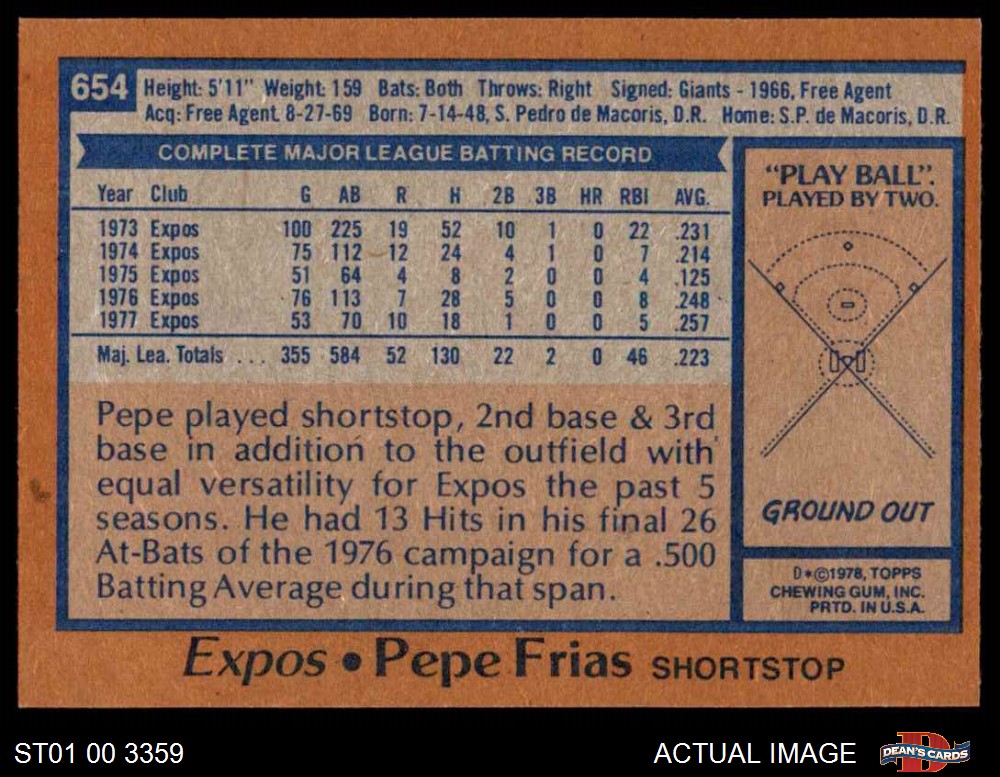 654
Height: 5'11" Weight: 159 Bats: Both Throws: Right Signed: Giants - 1966, Free Agent
Acq: Free Agent 8-27-69 Born: 7-14-48, S. Pedro de Macoris, D.R. Home: S.P. de Macoris, D.R.
COMPLETE MAJOR LEAGUE BATTING RECORD
Year Club G AB R H 2B 3B HR RBI AVG.
1973 Expos 100 225 19 52 10 1 0 22 .231
1974 Expos 75 112 12 24 4 1 0 7 .214
1975 Expos 51 64 4 8 2 0 0 4 .125
1976 Expos 76 113 7 28 5 0 0 8 .248
1977 Expos 53 70 10 18 1 0 0 5 .257
Maj. Lea. Totals ... 355 584 52 130 22 2 0 46 .223
Pepe played shortstop, 2nd base & 3rd
base in addition to the outfield with
equal versatility for Expos the past 5
seasons. He had 13 Hits in his final 26
At-Bats of the 1976 campaign for a .500
Batting Average during that span.
"PLAY BALL".
PLAYED BY TWO.
GROUND OUT
D*©1978, TOPPS
CHEWING GUM, INC.
PRTD. IN U.S.A.
Expos • Pepe Frias SHORTSTOP
ST01 00 3359
ACTUAL IMAGE
D
DEAN'S CARDS